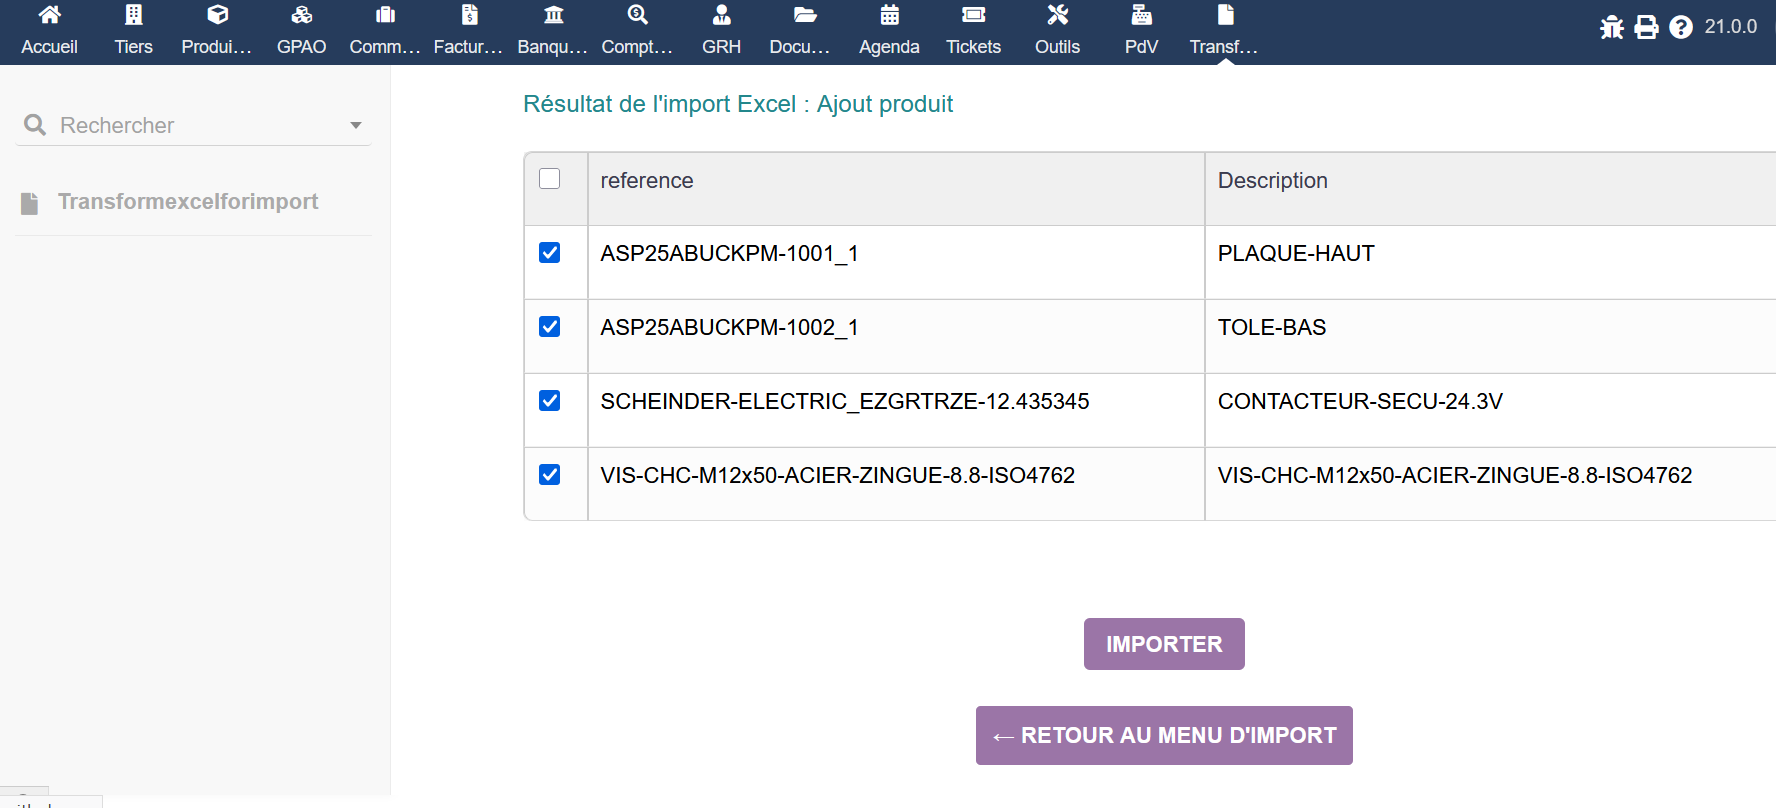 Accueil Tiers Produi... GPAO Comm... Factur... Banqu... Compt... GRH Docu... Agenda Tickets Outils PdV Transf... 21.0.0
Rechercher
Transformexcelforimport
Résultat de l'import Excel : Ajout produit
reference Description
ASP25ABUCKPM-1001_1 PLAQUE-HAUT
ASP25ABUCKPM-1002_1 TOLE-BAS
SCHEINDER-ELECTRIC_EZGRTRZE-12.435345 CONTACTEUR-SECU-24.3V
VIS-CHC-M12x50-ACIER-ZINGUE-8.8-ISO4762 VIS-CHC-M12x50-ACIER-ZINGUE-8.8-ISO4762
IMPORTER
← RETOUR AU MENU D'IMPORT